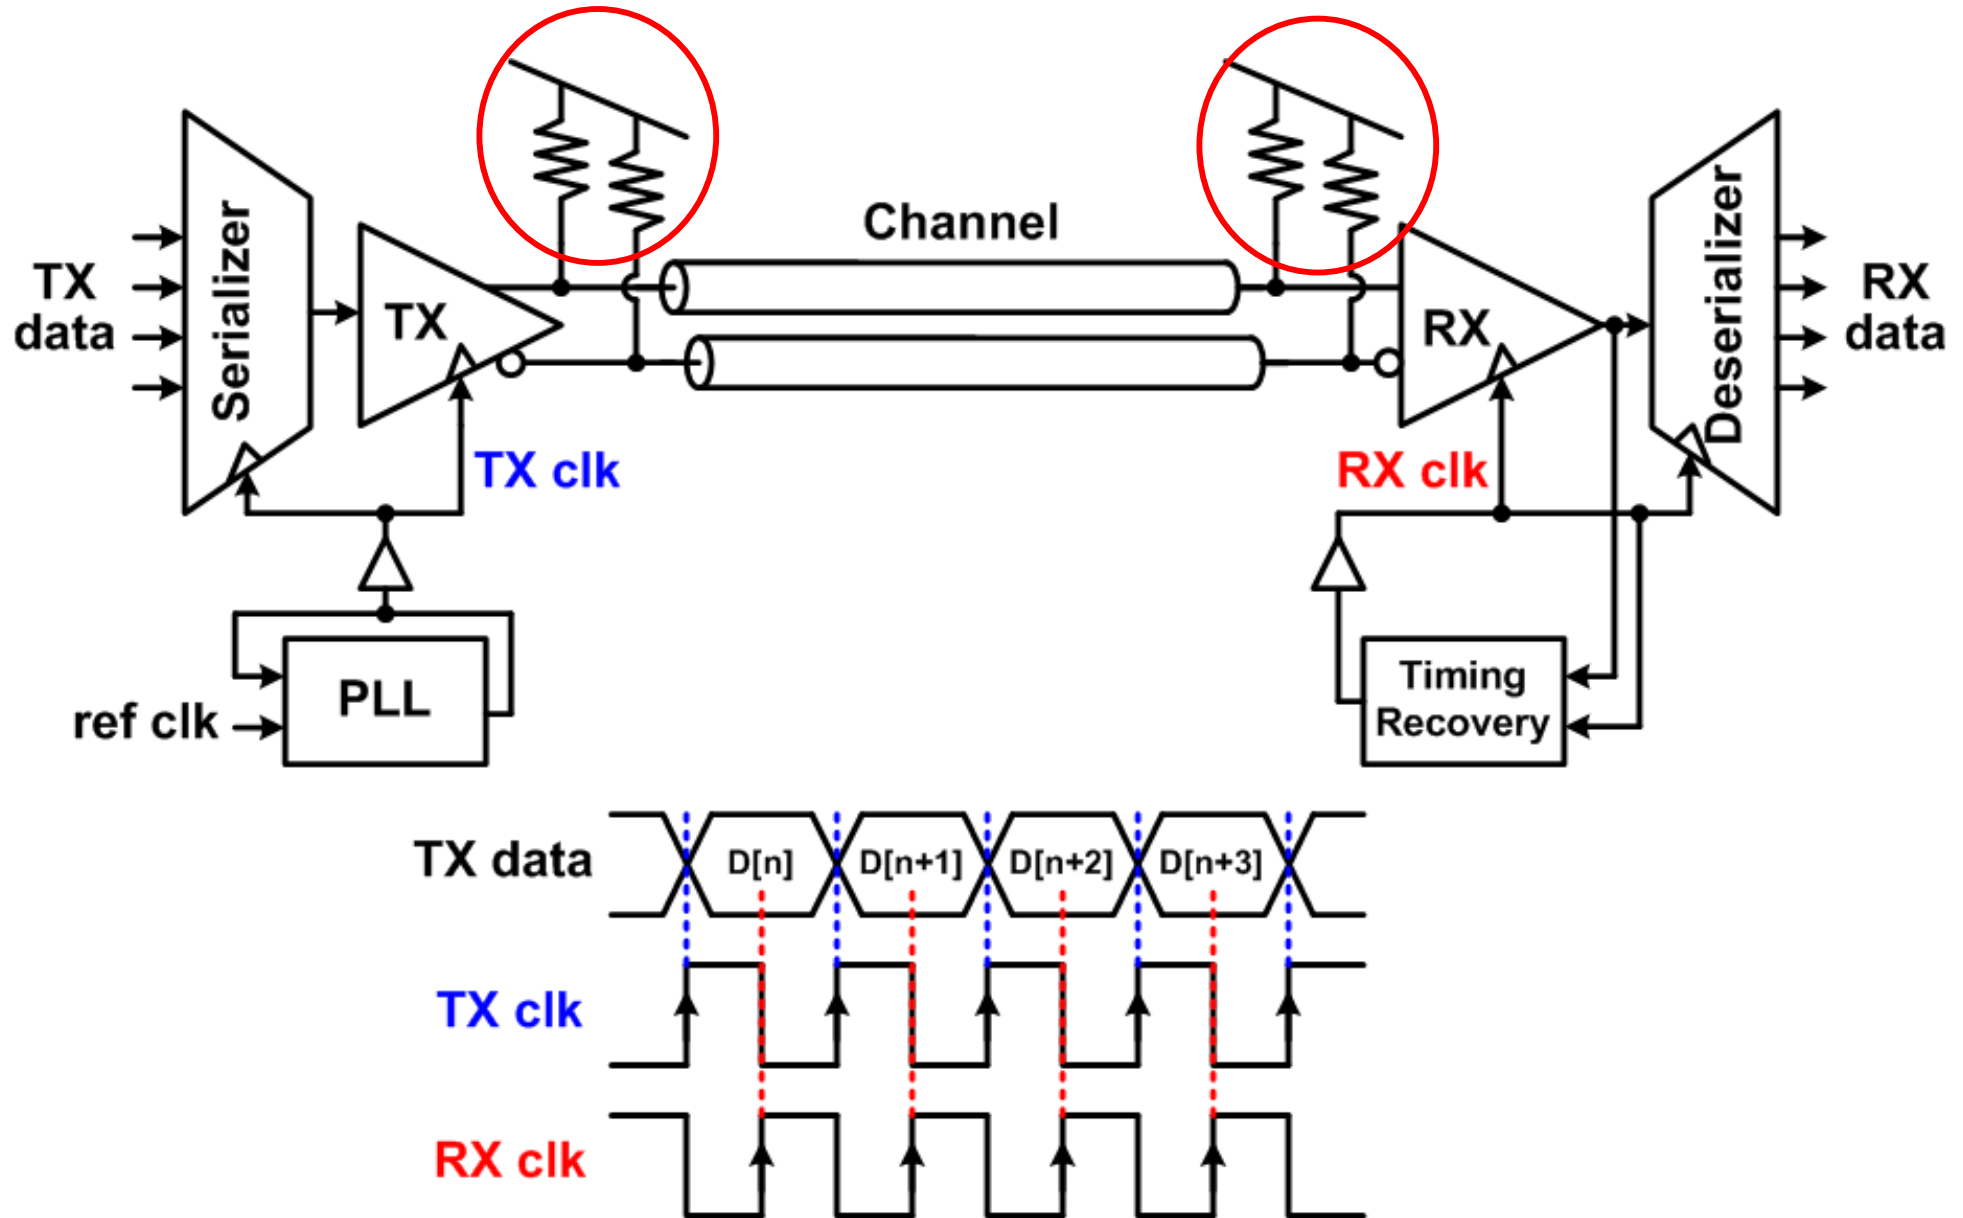 Channel
Serializer
TX
data
TX
TX clk
RX
RX clk
Deserializer
RX
data
PLL
ref clk
Timing
Recovery
TX data
D[n]
D[n+1]
D[n+2]
D[n+3]
TX clk
RX clk